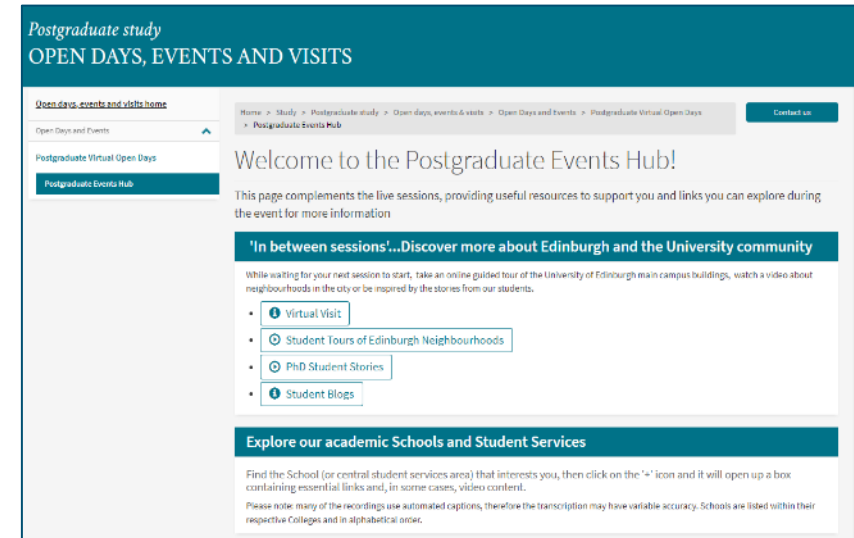 Postgraduate study
OPEN DAYS, EVENTS AND VISITS
Open days, events and visits home
Open Days and Events
Postgraduate Virtual Open Days
Postgraduate Events Hub
Home > Study > Postgraduate study > Open days, events & visits > Open Days and Events > Postgraduate Virtual Open Days
> Postgraduate Events Hub
Contact us
Welcome to the Postgraduate Events Hub!
This page complements the live sessions, providing useful resources to support you and links you can explore during
the event for more information
'In between sessions'...Discover more about Edinburgh and the University community
While waiting for your next session to start, take an online guided tour of the University of Edinburgh main campus buildings, watch a video about
neighbourhoods in the city or be inspired by the stories from our students.
Virtual Visit
Student Tours of Edinburgh Neighbourhoods
PhD Student Stories
Student Blogs
Explore our academic Schools and Student Services
Find the School (or central student services area) that interests you, then click on the '+' icon and it will open up a box
containing essential links and, in some cases, video content.
Please note: many of the recordings use automated captions, therefore the transcription may have variable accuracy. Schools are listed within their
respective Colleges and in alphabetical order.